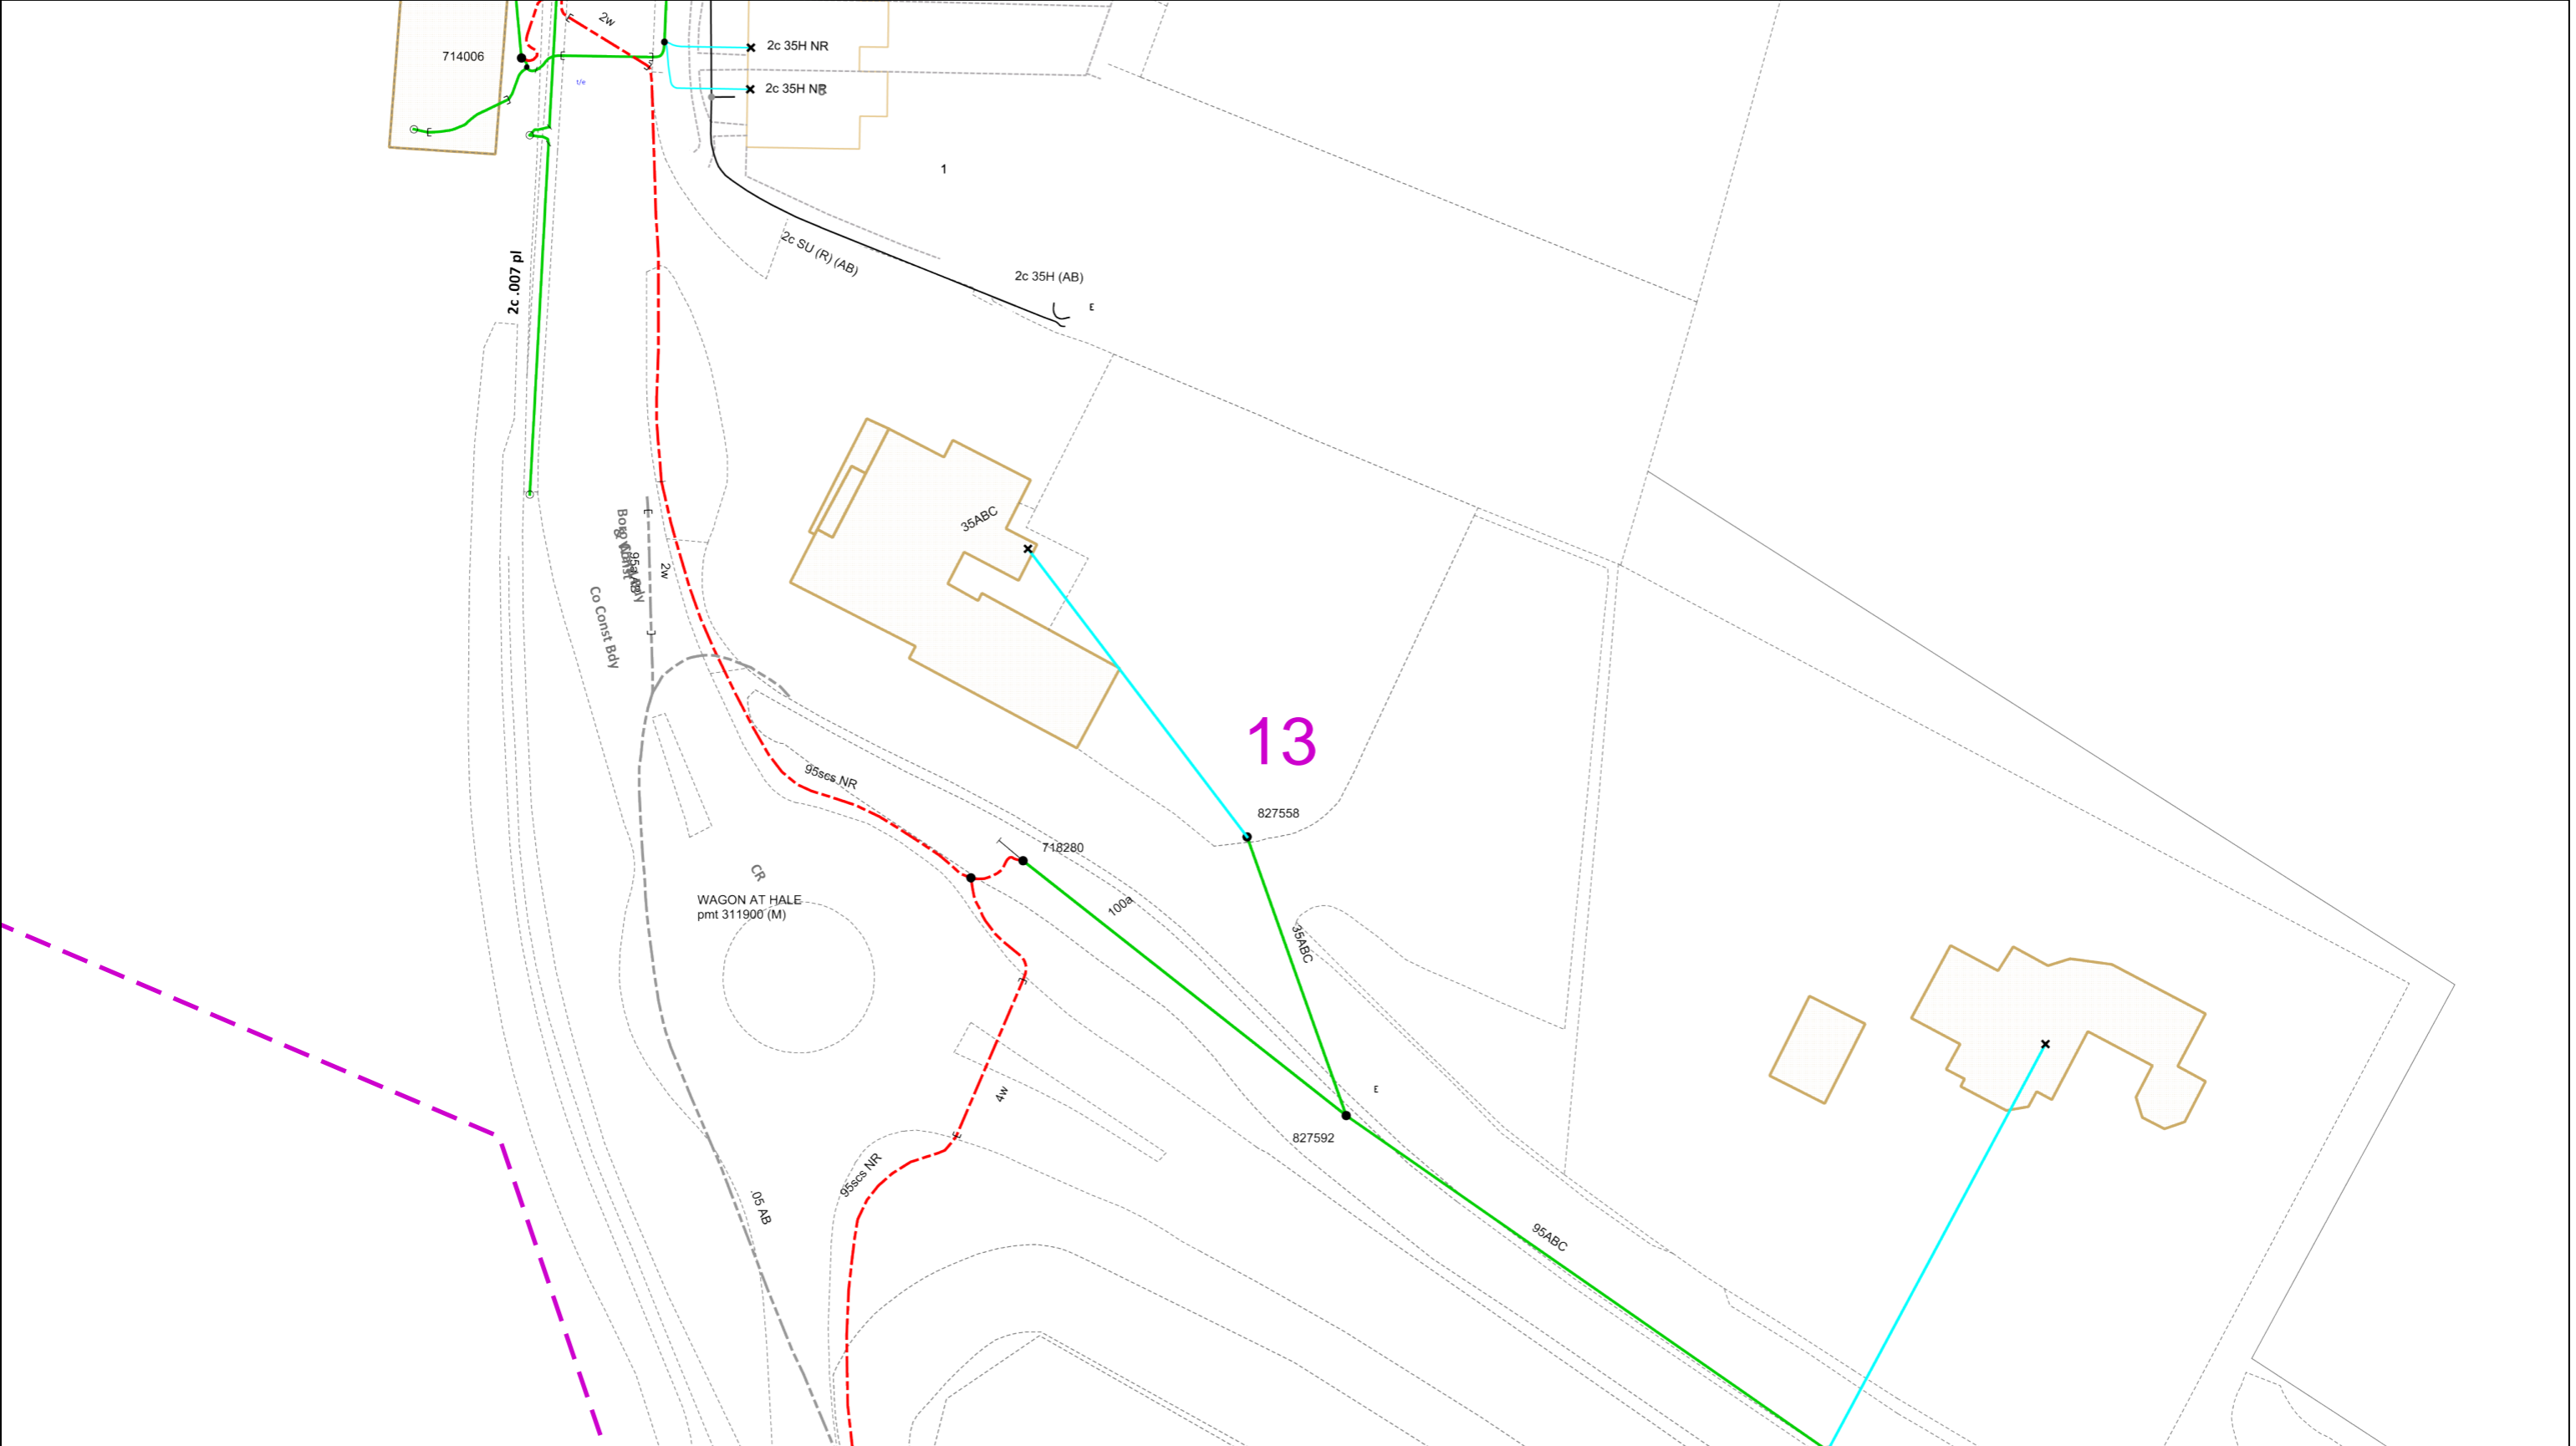 2w
714006
t/e
2c 35H NR
2c 35H NR
1
2c .007 pl
2c SU (R) (AB)
2c 35H (AB)
E
35ABC
2w
Co Const Bdy
13
95scs NR
827558
718280
CR
WAGON AT HALE
pmt 311900 (M)
100a
35ABC
E
827592
4w
95scs NR
.05 AB
95ABC